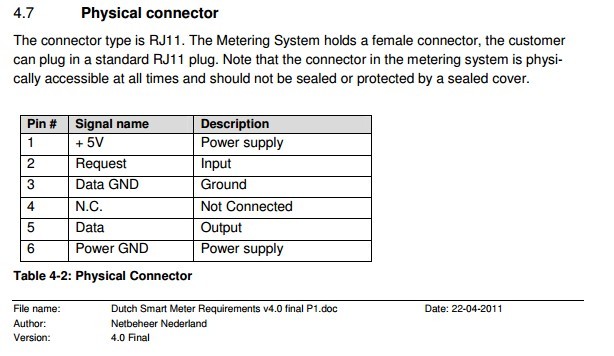 4.7 Physical connector
The connector type is RJ11. The Metering System holds a female connector, the customer
can plug in a standard RJ11 plug. Note that the connector in the metering system is physi-
cally accessible at all times and should not be sealed or protected by a sealed cover.
Pin # Signal name Description
1 + 5V Power supply
2 Request Input
3 Data GND Ground
4 N.C. Not Connected
5 Data Output
6 Power GND Power supply
Table 4-2: Physical Connector
File name: Dutch Smart Meter Requirements v4.0 final P1.doc Date: 22-04-2011
Author: Netbeheer Nederland
Version: 4.0 Final